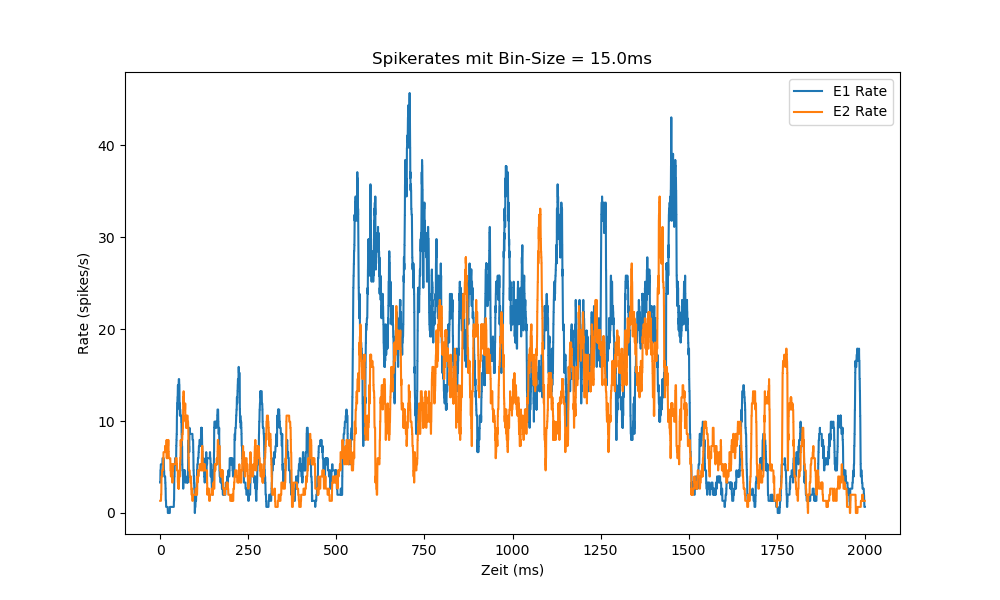 Spikerates mit Bin-Size = 15.0ms
E1 Rate
E2 Rate
40
30
20
10
0
Rate (spikes/s)
0 250 500 750 1000 1250 1500 1750 2000
Zeit (ms)